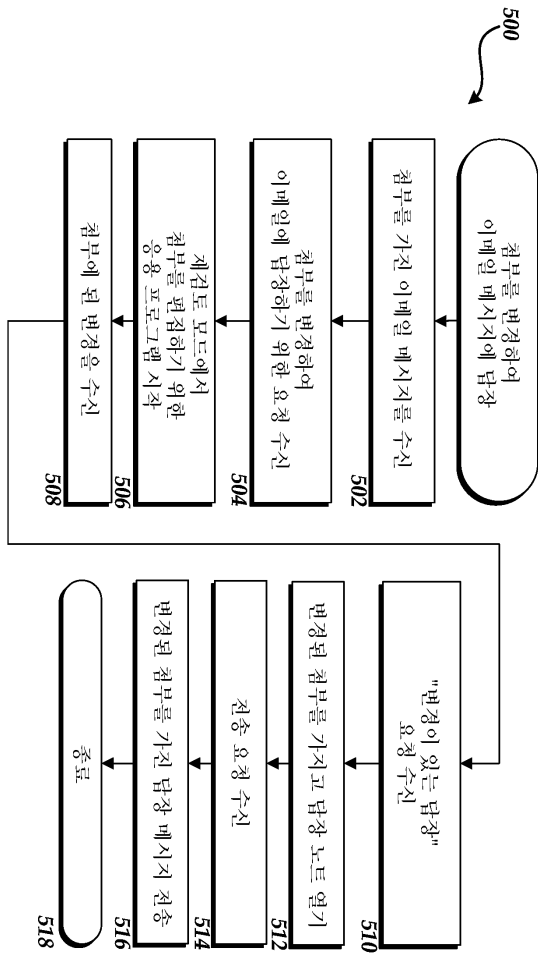 500
첨부를 변경하여
이메일 메시지에 답장
첨부를 가진 이메일 메시지를 수신
502
첨부를 변경하여
이메일에 답장하기 위한 요청 수신
504
재검토 모드에서
첨부를 편집하기 위한
응용 프로그램 시작
506
첨부에 된 변경을 수신
508
"변경이 있는 답장"
요청 수신
510
변경된 첨부를 가지고 답장 노트 열기
512
전송 요청 수신
514
변경된 첨부를 가진 답장 메시지 전송
516
종료
518